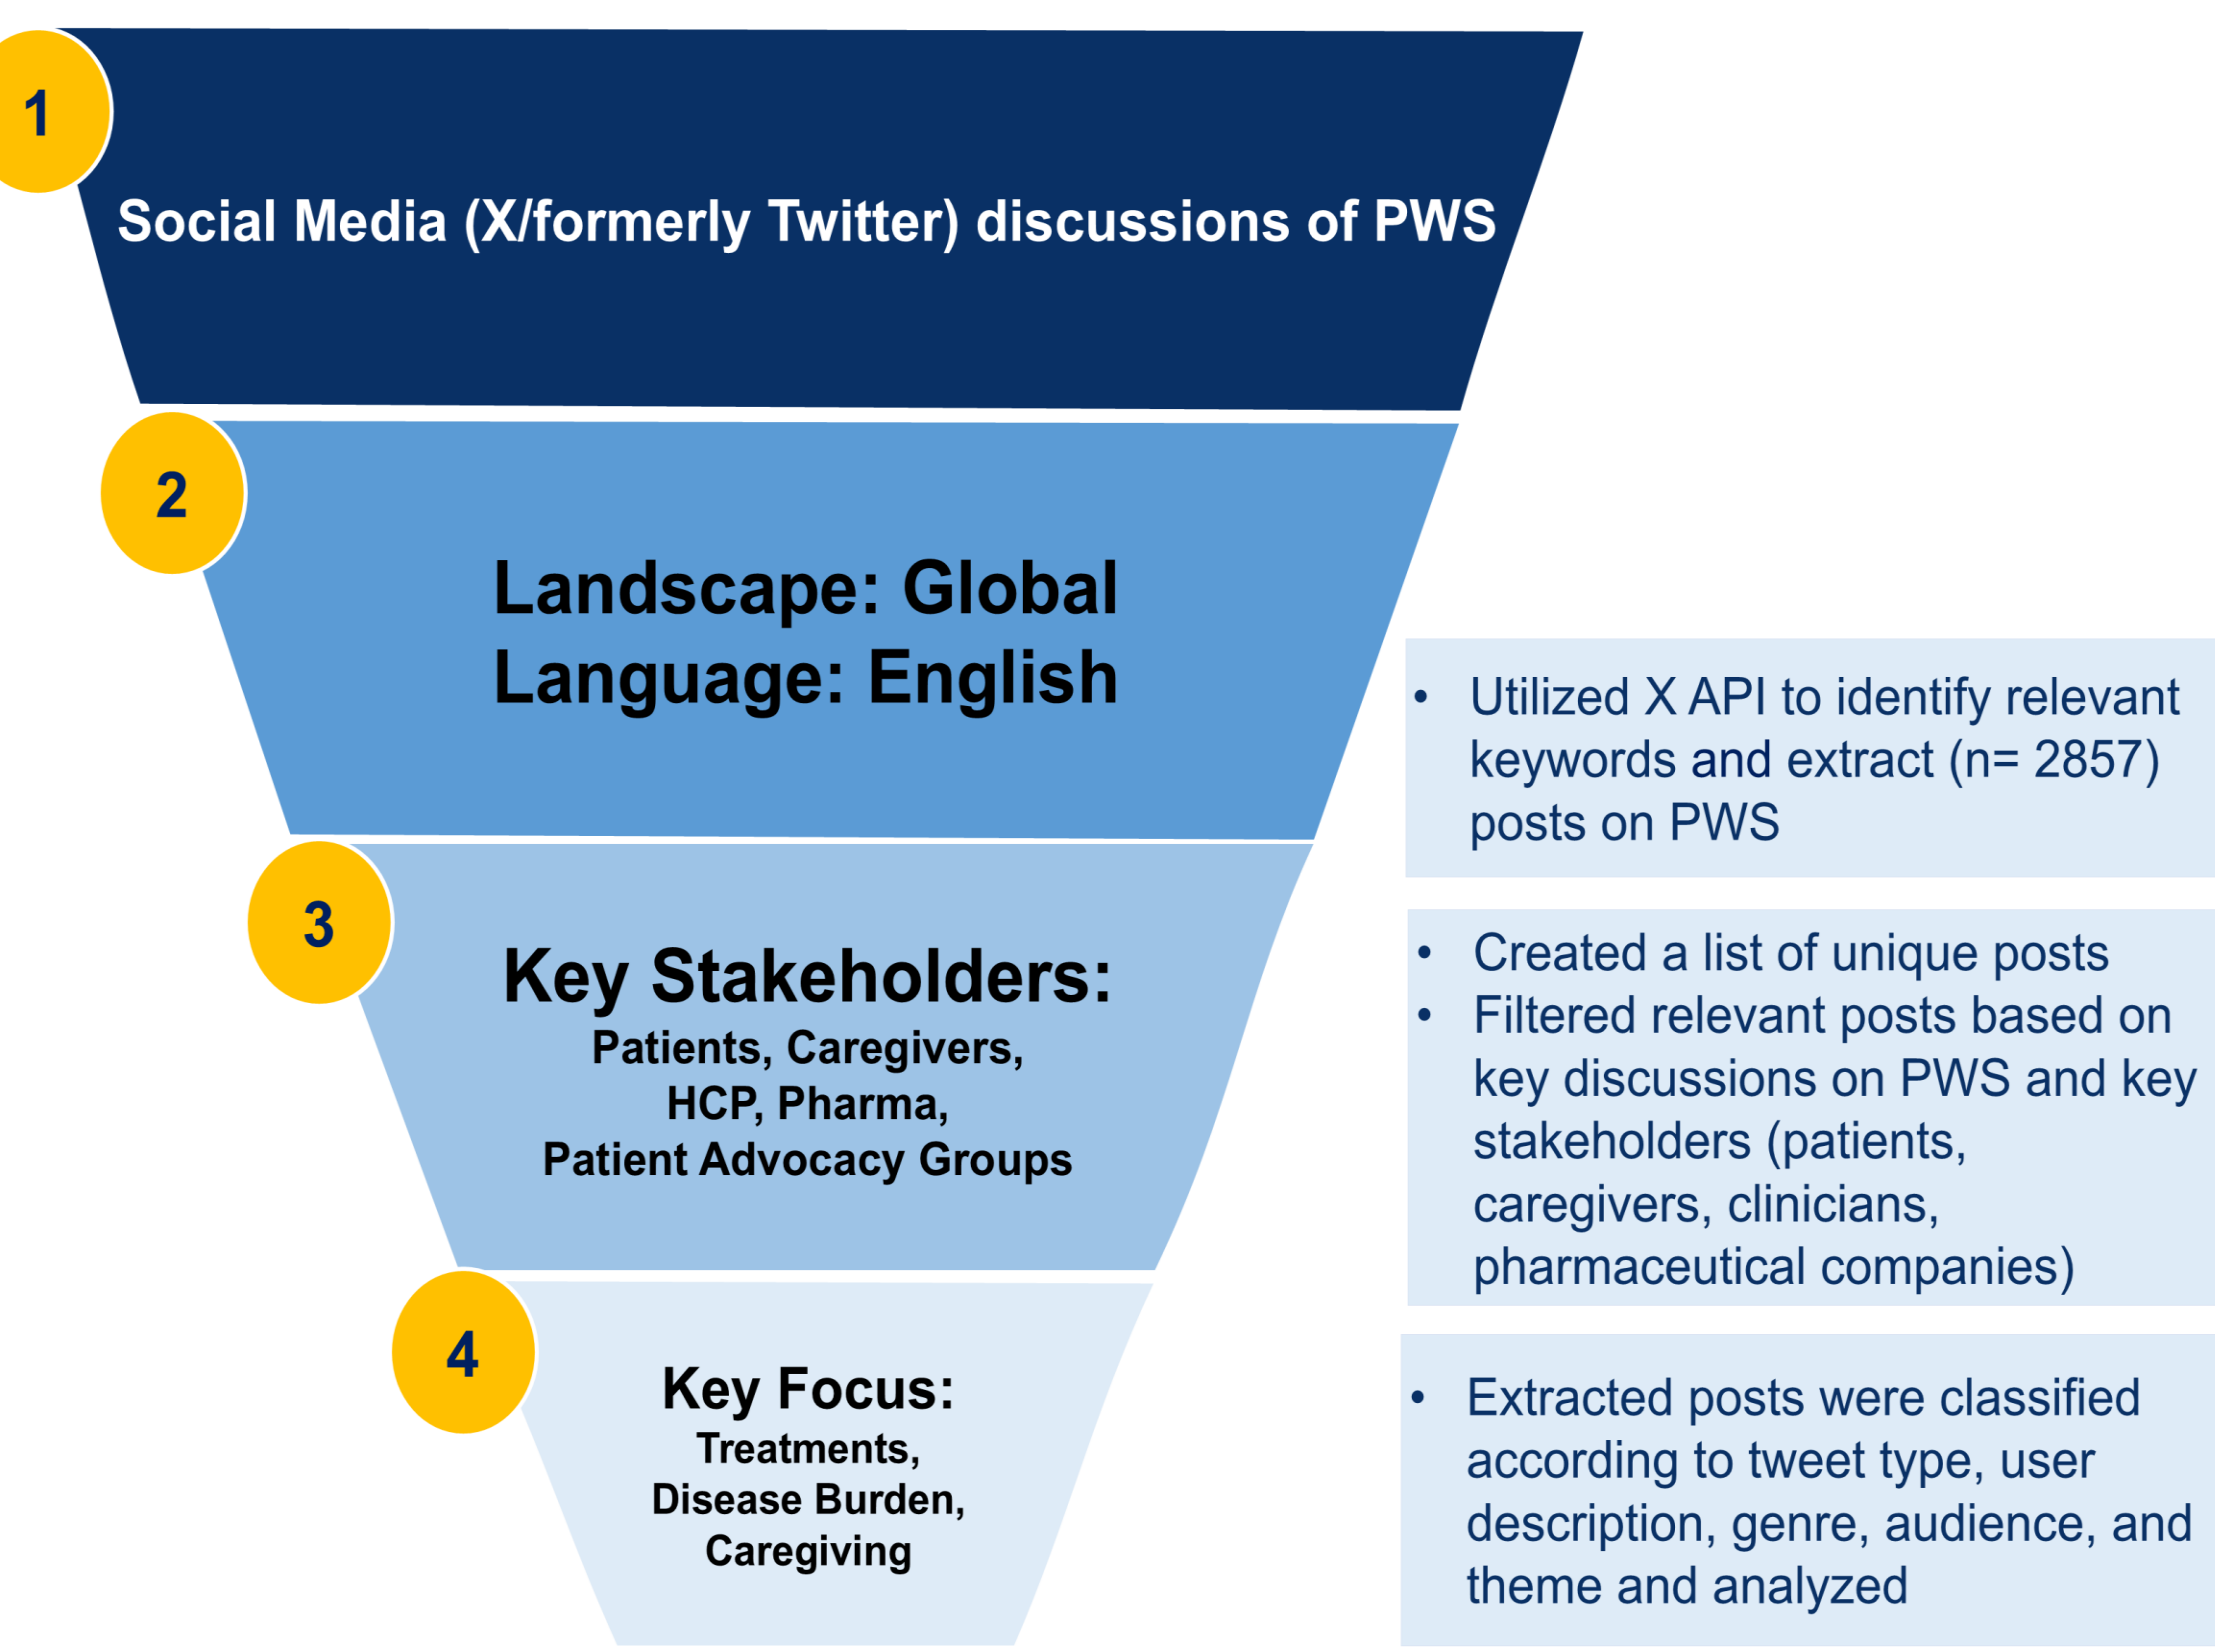 1
Social Media (X/formerly Twitter) discussions of PWS
2
Landscape: Global
Language: English
3
Key Stakeholders:
Patients, Caregivers,
HCP, Pharma,
Patient Advocacy Groups
4
Key Focus:
Treatments,
Disease Burden,
Caregiving
• Utilized X API to identify relevant
keywords and extract (n= 2857)
posts on PWS
• Created a list of unique posts
• Filtered relevant posts based on
key discussions on PWS and key
stakeholders (patients,
caregivers, clinicians,
pharmaceutical companies)
• Extracted posts were classified
according to tweet type, user
description, genre, audience, and
theme and analyzed